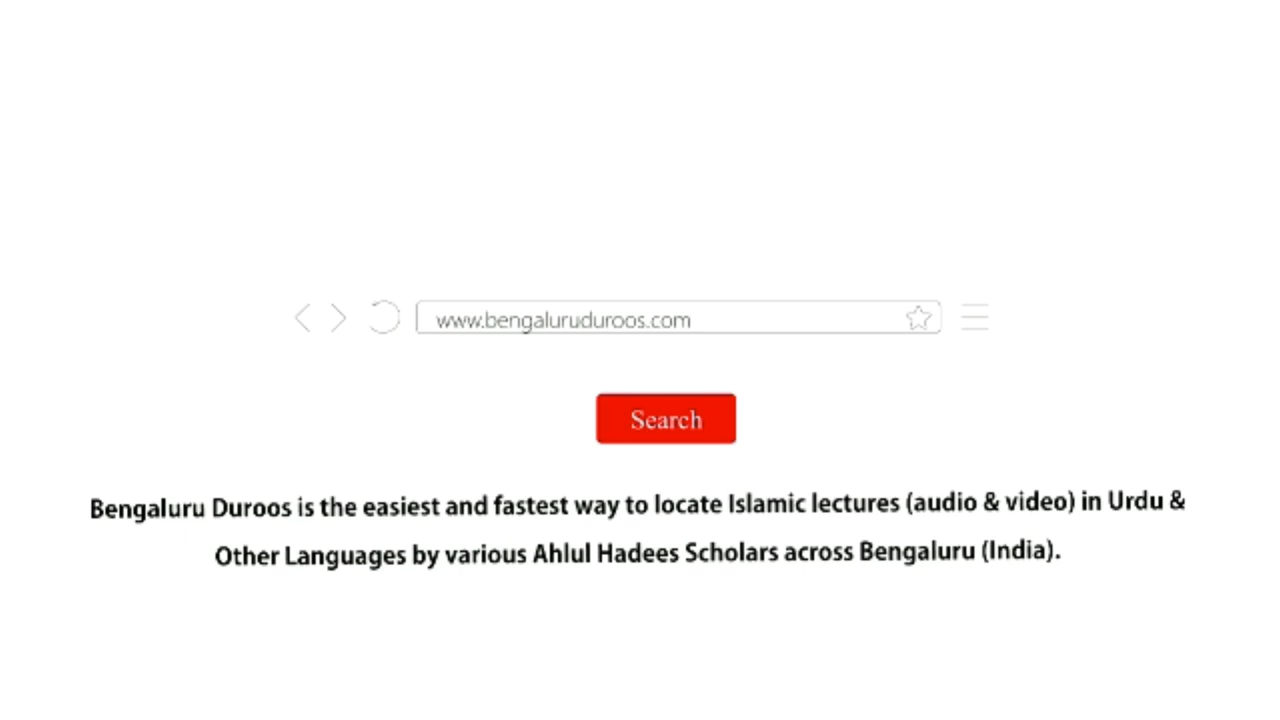 www.bengaluruduroos.com
Search
Bengaluru Duroos is the easiest and fastest way to locate Islamic lectures (audio & video) in Urdu &
Other Languages by various Ahlul Hadees Scholars across Bengaluru (India).